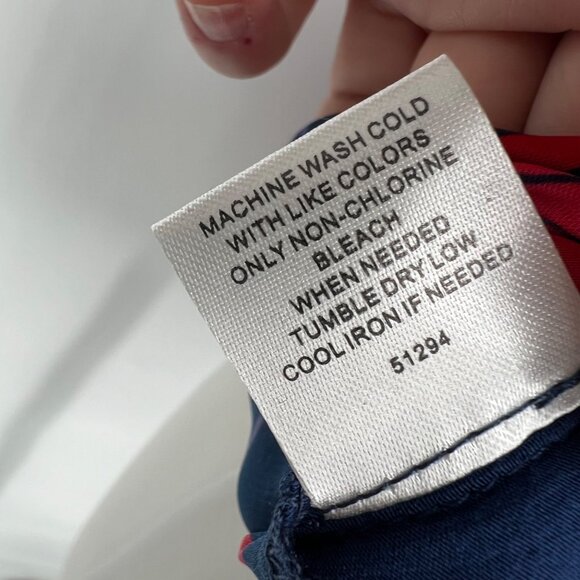 MACHINE WASH COLD
WITH LIKE COLORS
ONLY NON-CHLORINE
BLEACH
WHEN NEEDED
TUMBLE DRY LOW
COOL IRON IF NEEDED
51294